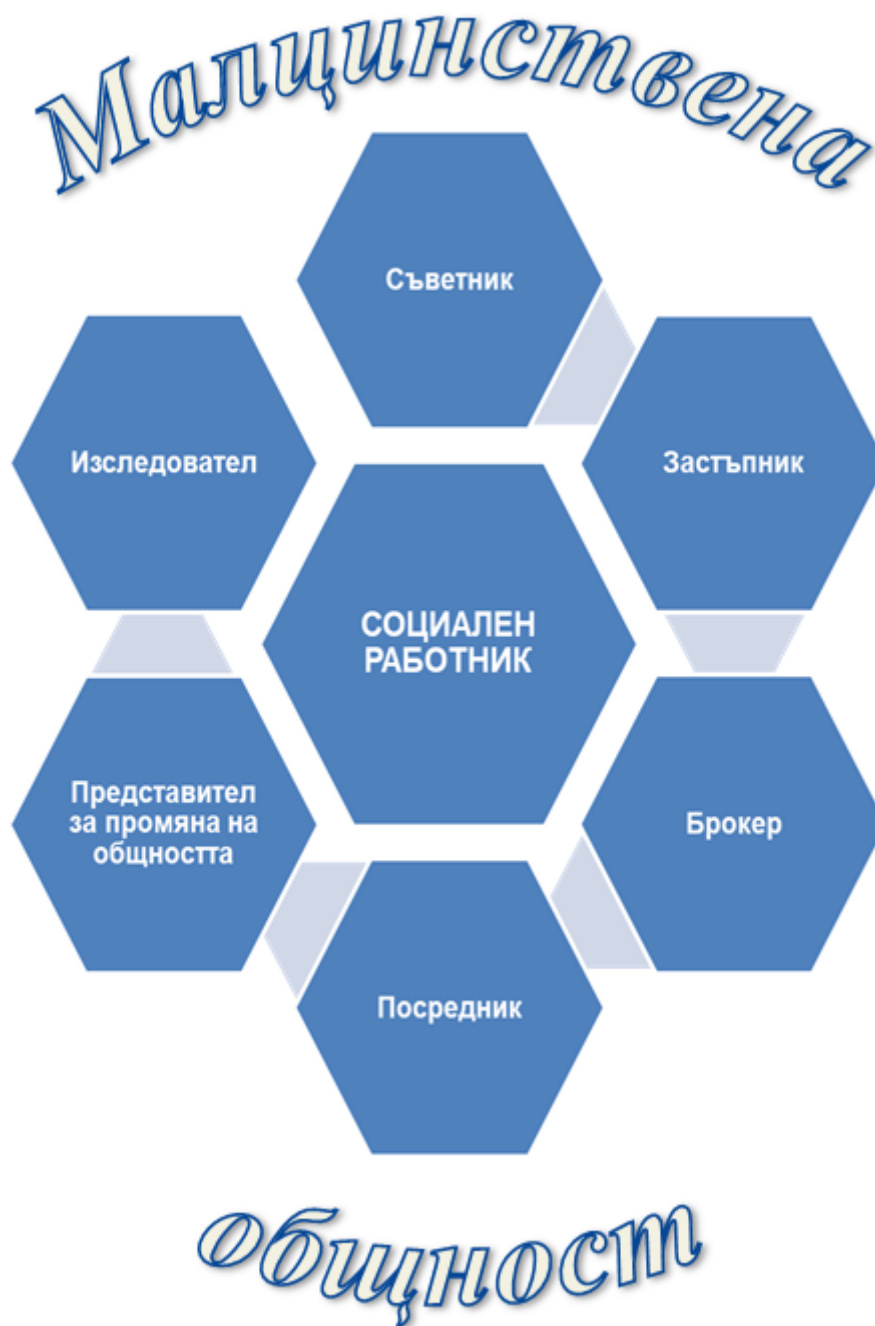 Малцинствена
Съветник
Изследовател
Застъпник
СОЦИАЛЕН
РАБОТНИК
Представител
за промяна на
общността
Брокер
Посредник
общност